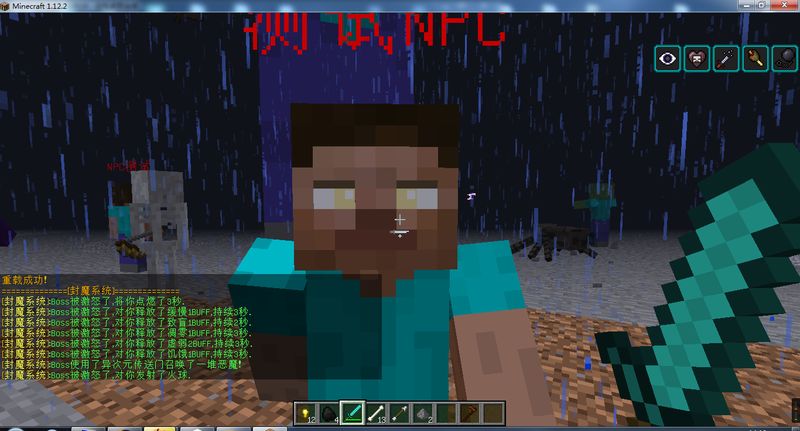 Minecraft 1.12.2
测试NPC
重载成功!
=============[封魔系统]=============
[封魔系统]:Boss被激怒了,将你点燃了3秒.
[封魔系统]:Boss被激怒了,对你释放了缓慢1BUFF,持续3秒.
[封魔系统]:Boss被激怒了,对你释放了致盲1BUFF,持续2秒.
[封魔系统]:Boss被激怒了,对你释放了凋零1BUFF,持续3秒.
[封魔系统]:Boss被激怒了,对你释放了虚弱2BUFF,持续3秒.
[封魔系统]:Boss被激怒了,对你释放了饥饿1BUFF,持续3秒.
[封魔系统]:Boss使用了异次元传送门召唤了一堆恶魔!
[封魔系统]:Boss被激怒了,对你发射了火球.
12 4 13 2